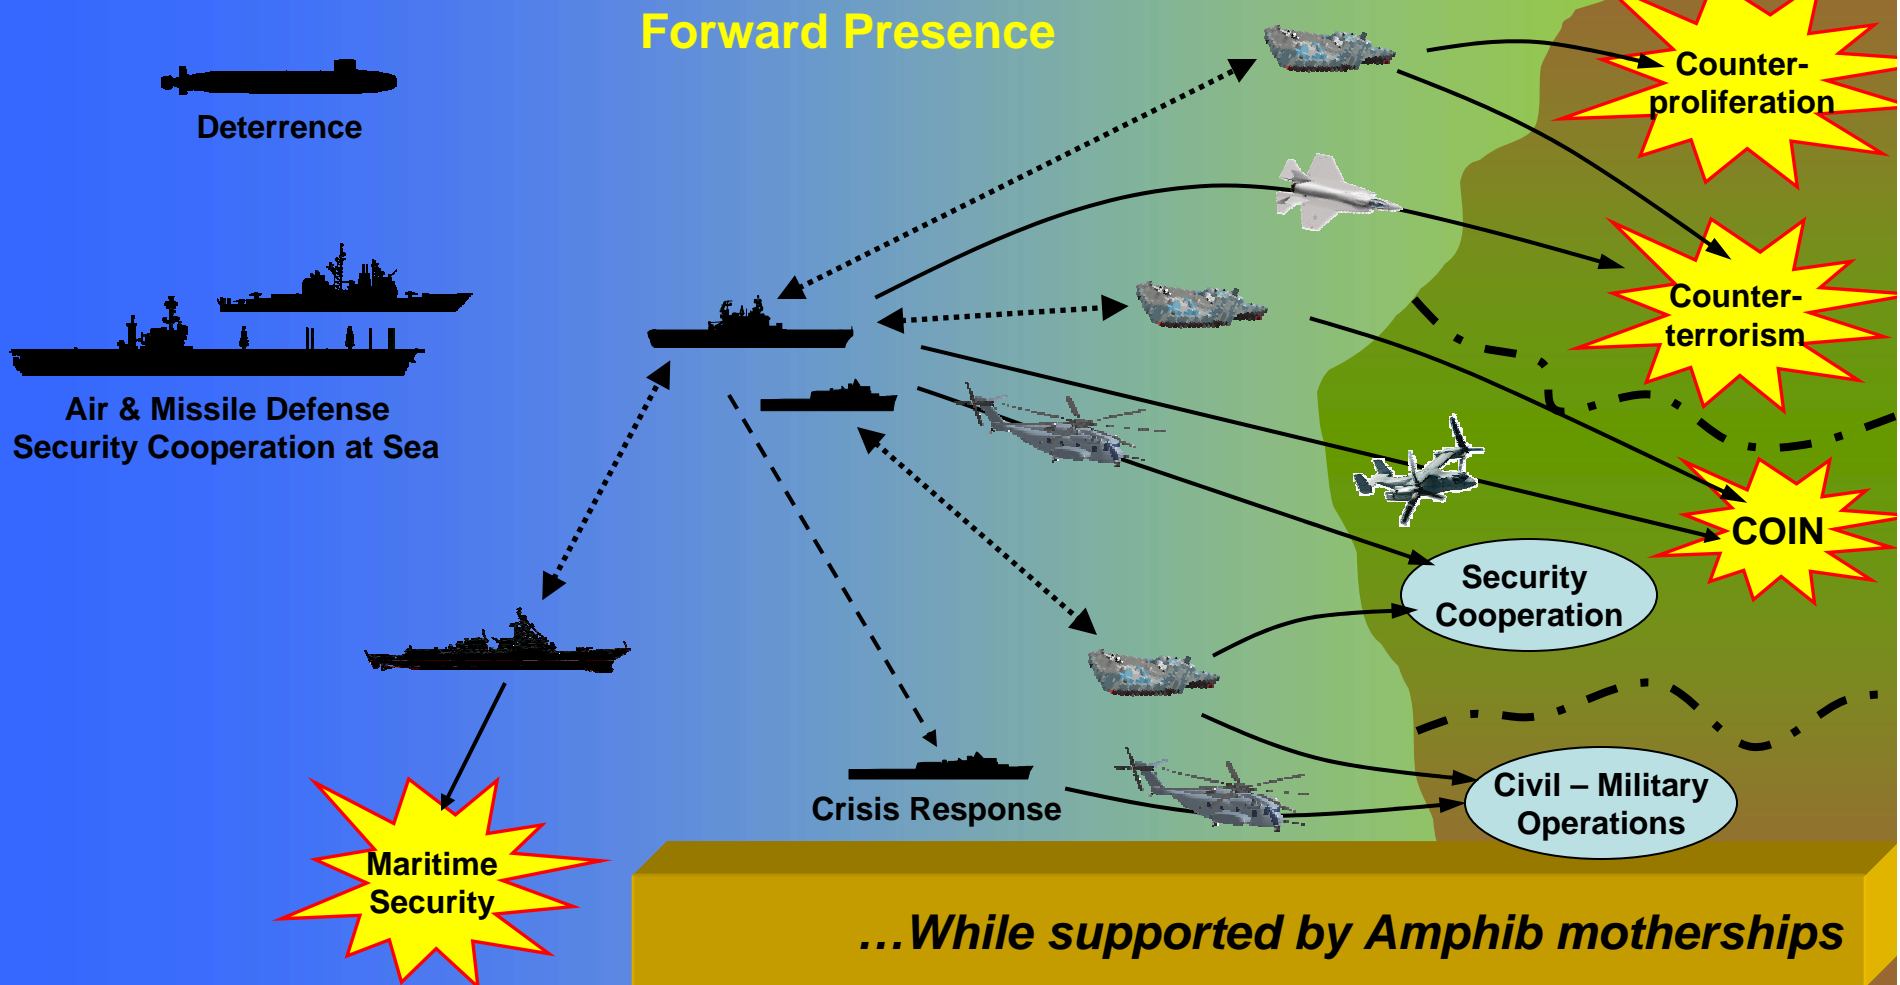 Forward Presence
Deterrence
Counter-
proliferation
Air & Missile Defense
Security Cooperation at Sea
Counter-
terrorism
COIN
Security
Cooperation
Crisis Response
Civil – Military
Operations
Maritime
Security
…While supported by Amphib motherships